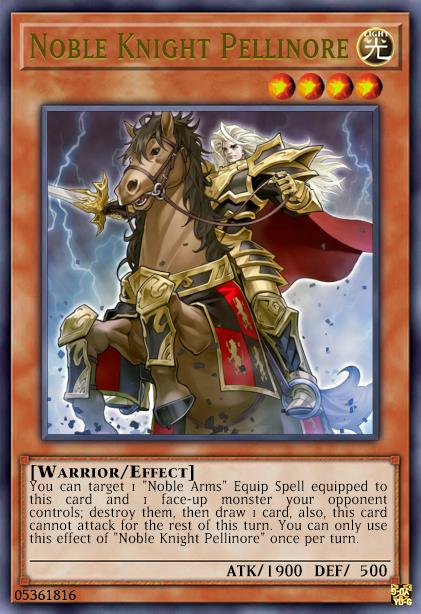 NOBLE KNIGHT PELLINORE
LIGHT
光
[WARRIOR/EFFECT]
You can target 1 "Noble Arms" Equip Spell equipped to
this card and 1 face-up monster your opponent
controls; destroy them, then draw 1 card, also, this card
cannot attack for the rest of this turn. You can only use
this effect of "Noble Knight Pellinore" once per turn.
ATK/1900 DEF/ 500
05361816